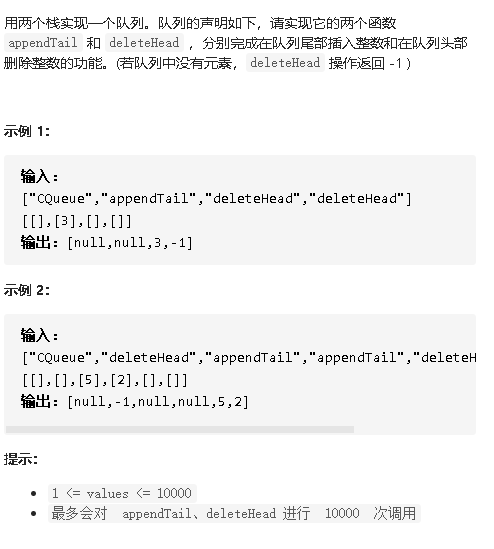 用两个栈实现一个队列。队列的声明如下，请实现它的两个函数
appendTail 和 deleteHead ，分别完成在队列尾部插入整数和在队列头部
删除整数的功能。(若队列中没有元素，deleteHead 操作返回 -1 )
示例 1：
输入：
["CQueue","appendTail","deleteHead","deleteHead"]
[[],[3],[],[]]
输出：[null,null,3,-1]
示例 2：
输入：
["CQueue","deleteHead","appendTail","appendTail","deleteH
[[],[],[5],[2],[],[]]
输出：[null,-1,null,null,5,2]
提示：
• 1 <= values <= 10000
• 最多会对 appendTail、deleteHead 进行 10000 次调用